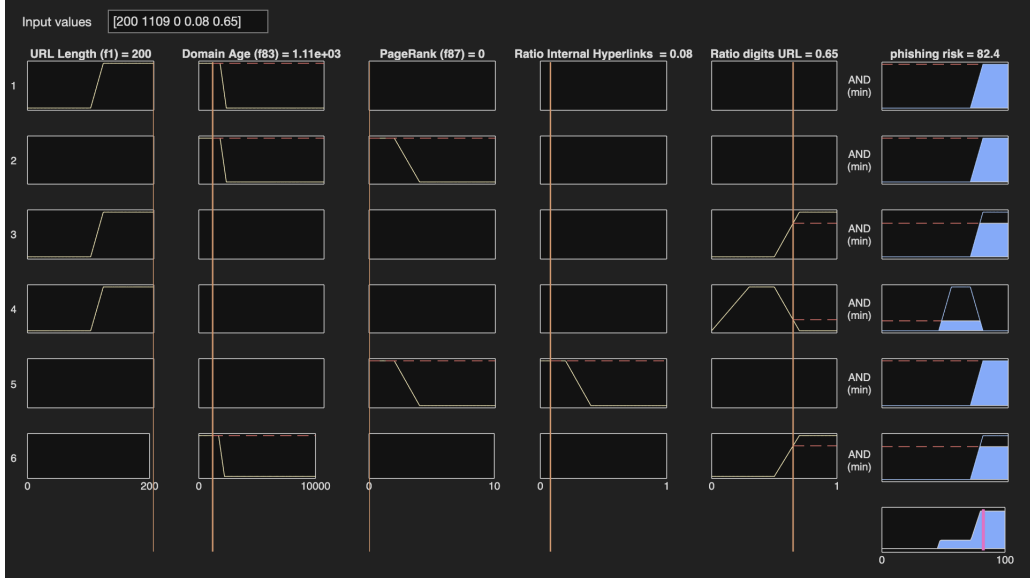 Input values [200 1109 0 0.08 0.65]
URL Length (f1) = 200 Domain Age (f83) = 1.11e+03 PageRank (f87) = 0 Ratio Internal Hyperlinks = 0.08 Ratio digits URL = 0.65 phishing risk = 82.4
1 AND
(min)
2 AND
(min)
3 AND
(min)
4 AND
(min)
5 AND
(min)
6 AND
(min)
0 200 0 10000 0 10 0 1 0 1
0 100